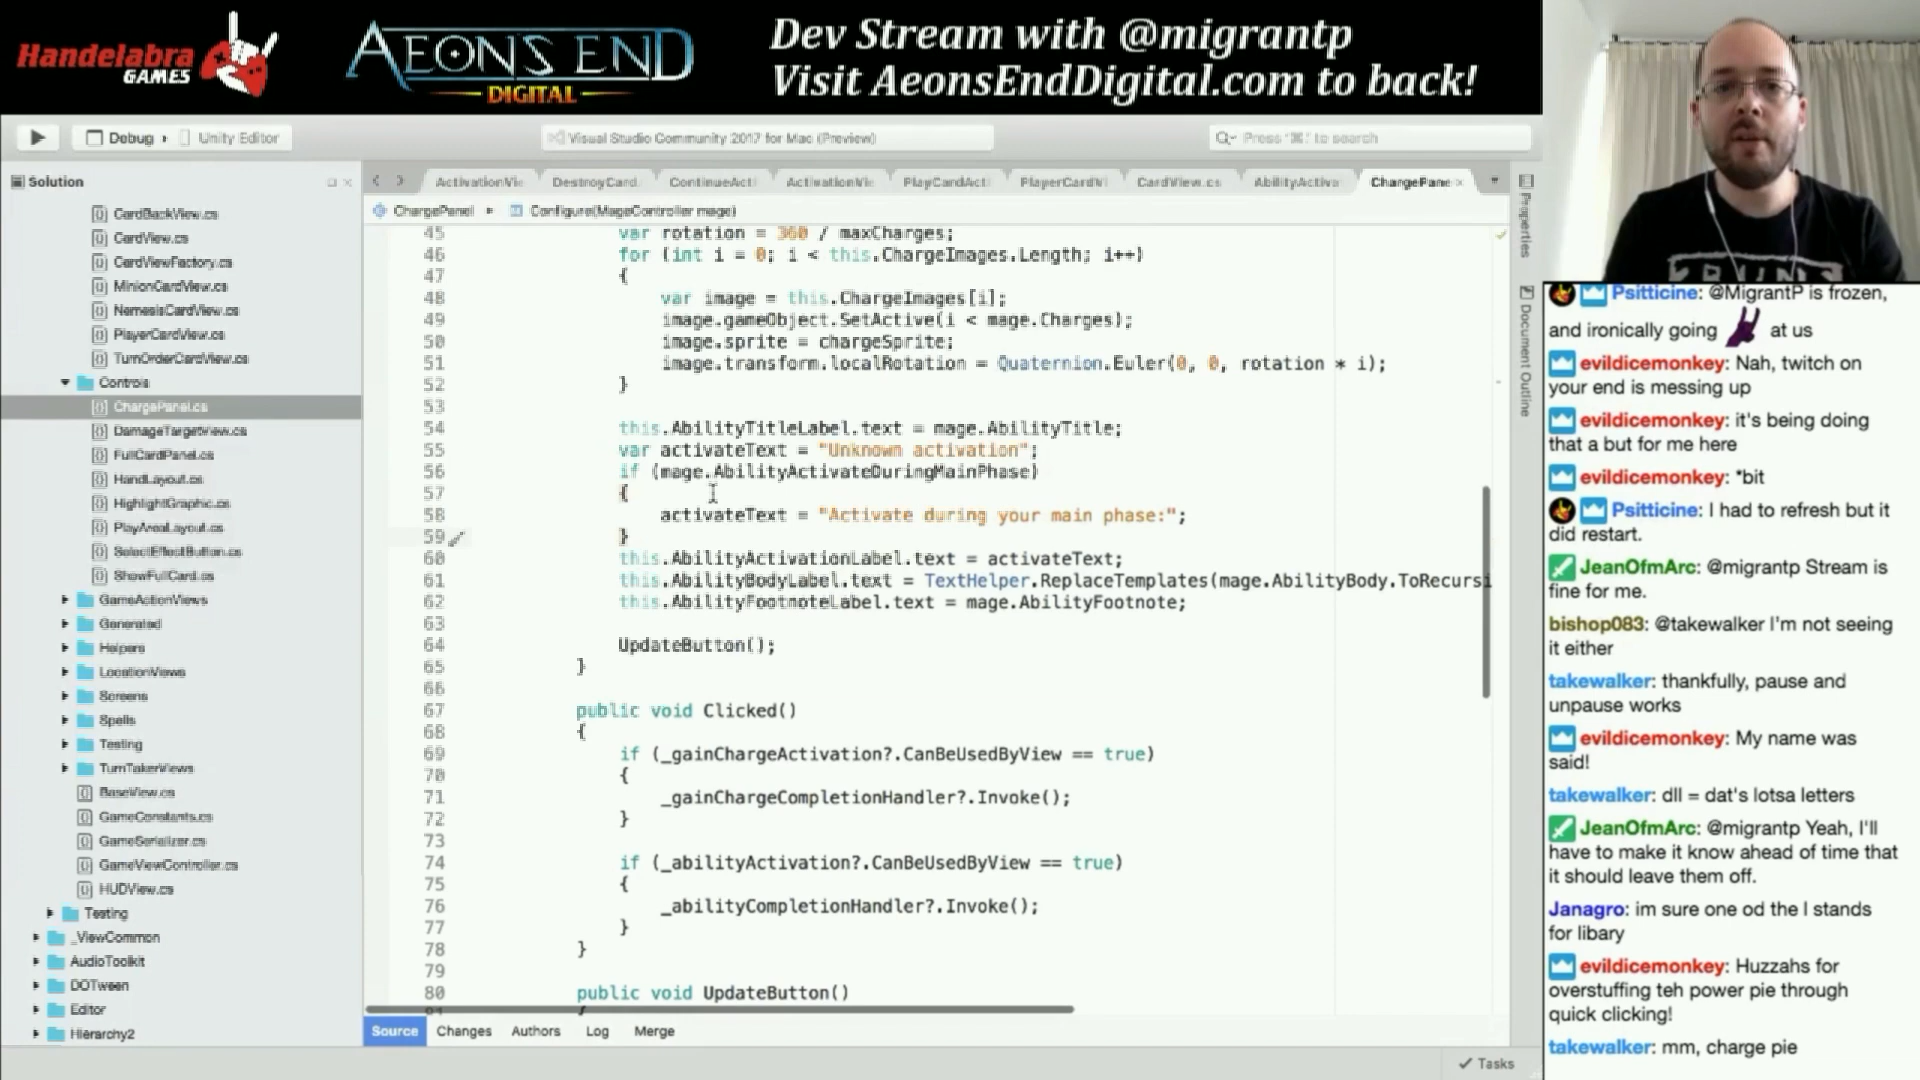 Handelabra
GAMES
AEONS END
DIGITAL
Dev Stream with @migrantp
Visit AeonsEndDigital.com to back!
Debug
Unity Editor
Visual Studio Community 2017 for Mac (Preview)
Press '⌘.' to search
Solution
CardBackView.cs
CardView.cs
CardViewFactory.cs
MinionCardView.cs
NemesisCardView.cs
PlayerCardView.cs
TurnOrderCardView.cs
Controls
ChargePanel.cs
DamageTargetView.cs
FullCardPanel.cs
HandLayout.cs
HighlightGraphic.cs
PlayAreaLayout.cs
SelectEffectButton.cs
ShowFullCard.cs
GameActionViews
Generated
Helpers
LocationViews
Screens
Spells
Testing
TurnTakerViews
BaseView.cs
GameConstants.cs
GameSerializer.cs
GameViewController.cs
HUDView.cs
Testing
_ViewCommon
AudioToolkit
DOTween
Editor
Hierarchy2
ActivationVie
DestroyCard
ContinueActi
ActivationVie
PlayCardActi
PlayerCardVi
CardView.cs
AbilityActiva
ChargePane
ChargePanel
Configure(MageController mage)
45 var rotation = 360 / maxCharges;
46 for (int i = 0; i < this.ChargeImages.Length; i++)
47 {
48 var image = this.ChargeImages[i];
49 image.gameObject.SetActive(i < mage.Charges);
50 image.sprite = chargeSprite;
51 image.transform.localRotation = Quaternion.Euler(0, 0, rotation * i);
52 }
53
54 this.AbilityTitleLabel.text = mage.AbilityTitle;
55 var activateText = "Unknown activation";
56 if (mage.AbilityActivateDuringMainPhase)
57 {
58 activateText = "Activate during your main phase:";
59 }
60 this.AbilityActivationLabel.text = activateText;
61 this.AbilityBodyLabel.text = TextHelper.ReplaceTemplates(mage.AbilityBody.ToRecursi
62 this.AbilityFootnoteLabel.text = mage.AbilityFootnote;
63
64 UpdateButton();
65 }
66
67 public void Clicked()
68 {
69 if (_gainChargeActivation?.CanBeUsedByView == true)
70 {
71 _gainChargeCompletionHandler?.Invoke();
72 }
73
74 if (_abilityActivation?.CanBeUsedByView == true)
75 {
76 _abilityCompletionHandler?.Invoke();
77 }
78 }
79
80 public void UpdateButton()
Source
Changes
Authors
Log
Merge
Tasks
Properties
Document Outline
Psitticine: @MigrantP is frozen,
and ironically going at us
evildicemonkey: Nah, twitch on
your end is messing up
evildicemonkey: it's being doing
that a but for me here
evildicemonkey: *bit
Psitticine: I had to refresh but it
did restart.
JeanOfmArc: @migrantp Stream is
fine for me.
bishop083: @takewalker I'm not seeing
it either
takewalker: thankfully, pause and
unpause works
evildicemonkey: My name was
said!
takewalker: dll = dat's lotsa letters
JeanOfmArc: @migrantp Yeah, I'll
have to make it know ahead of time that
it should leave them off.
Janagro: im sure one od the l stands
for libary
evildicemonkey: Huzzahs for
overstuffing teh power pie through
quick clicking!
takewalker: mm, charge pie